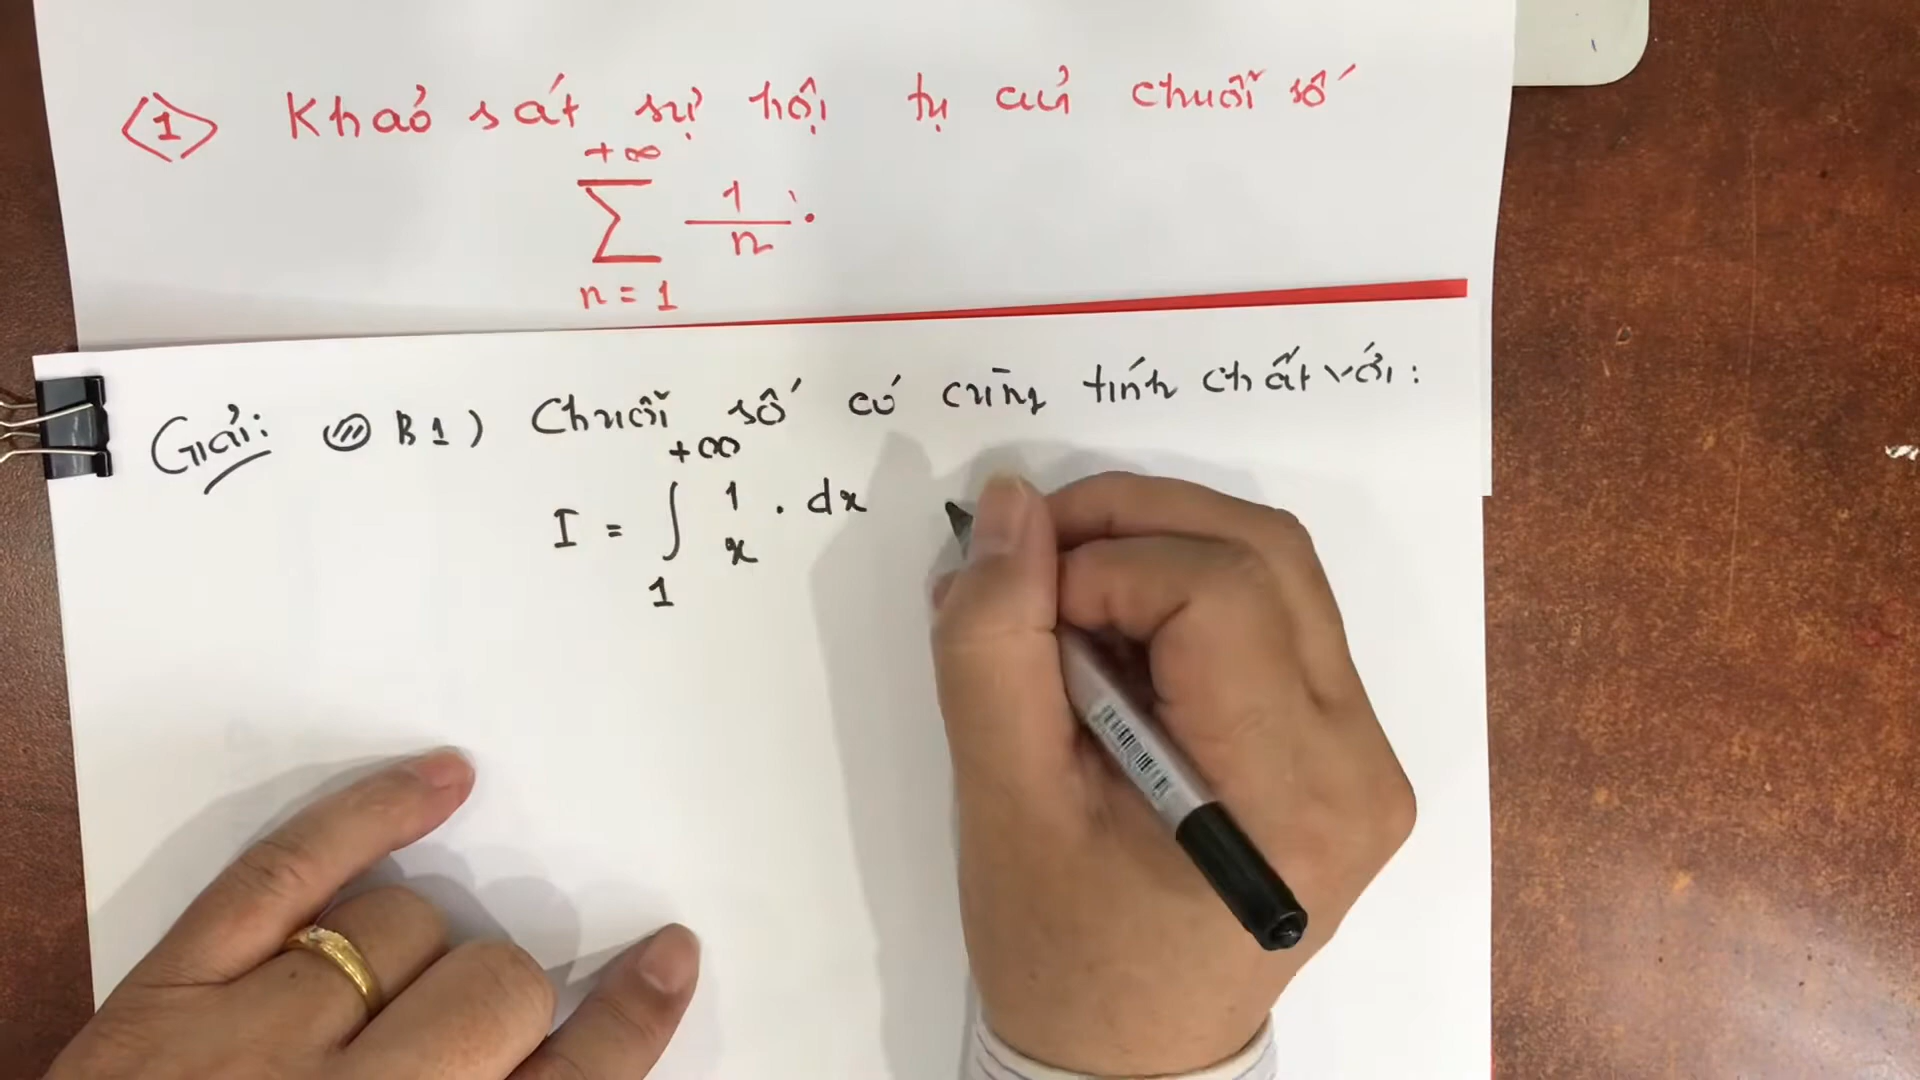 <1> Khảo sát sự hội tụ của chuỗi số
+∞
∑ 1/n.
n = 1
Giải: B1) Chuỗi số có cùng tính chất với:
+∞
I = ∫ 1/x . dx
1